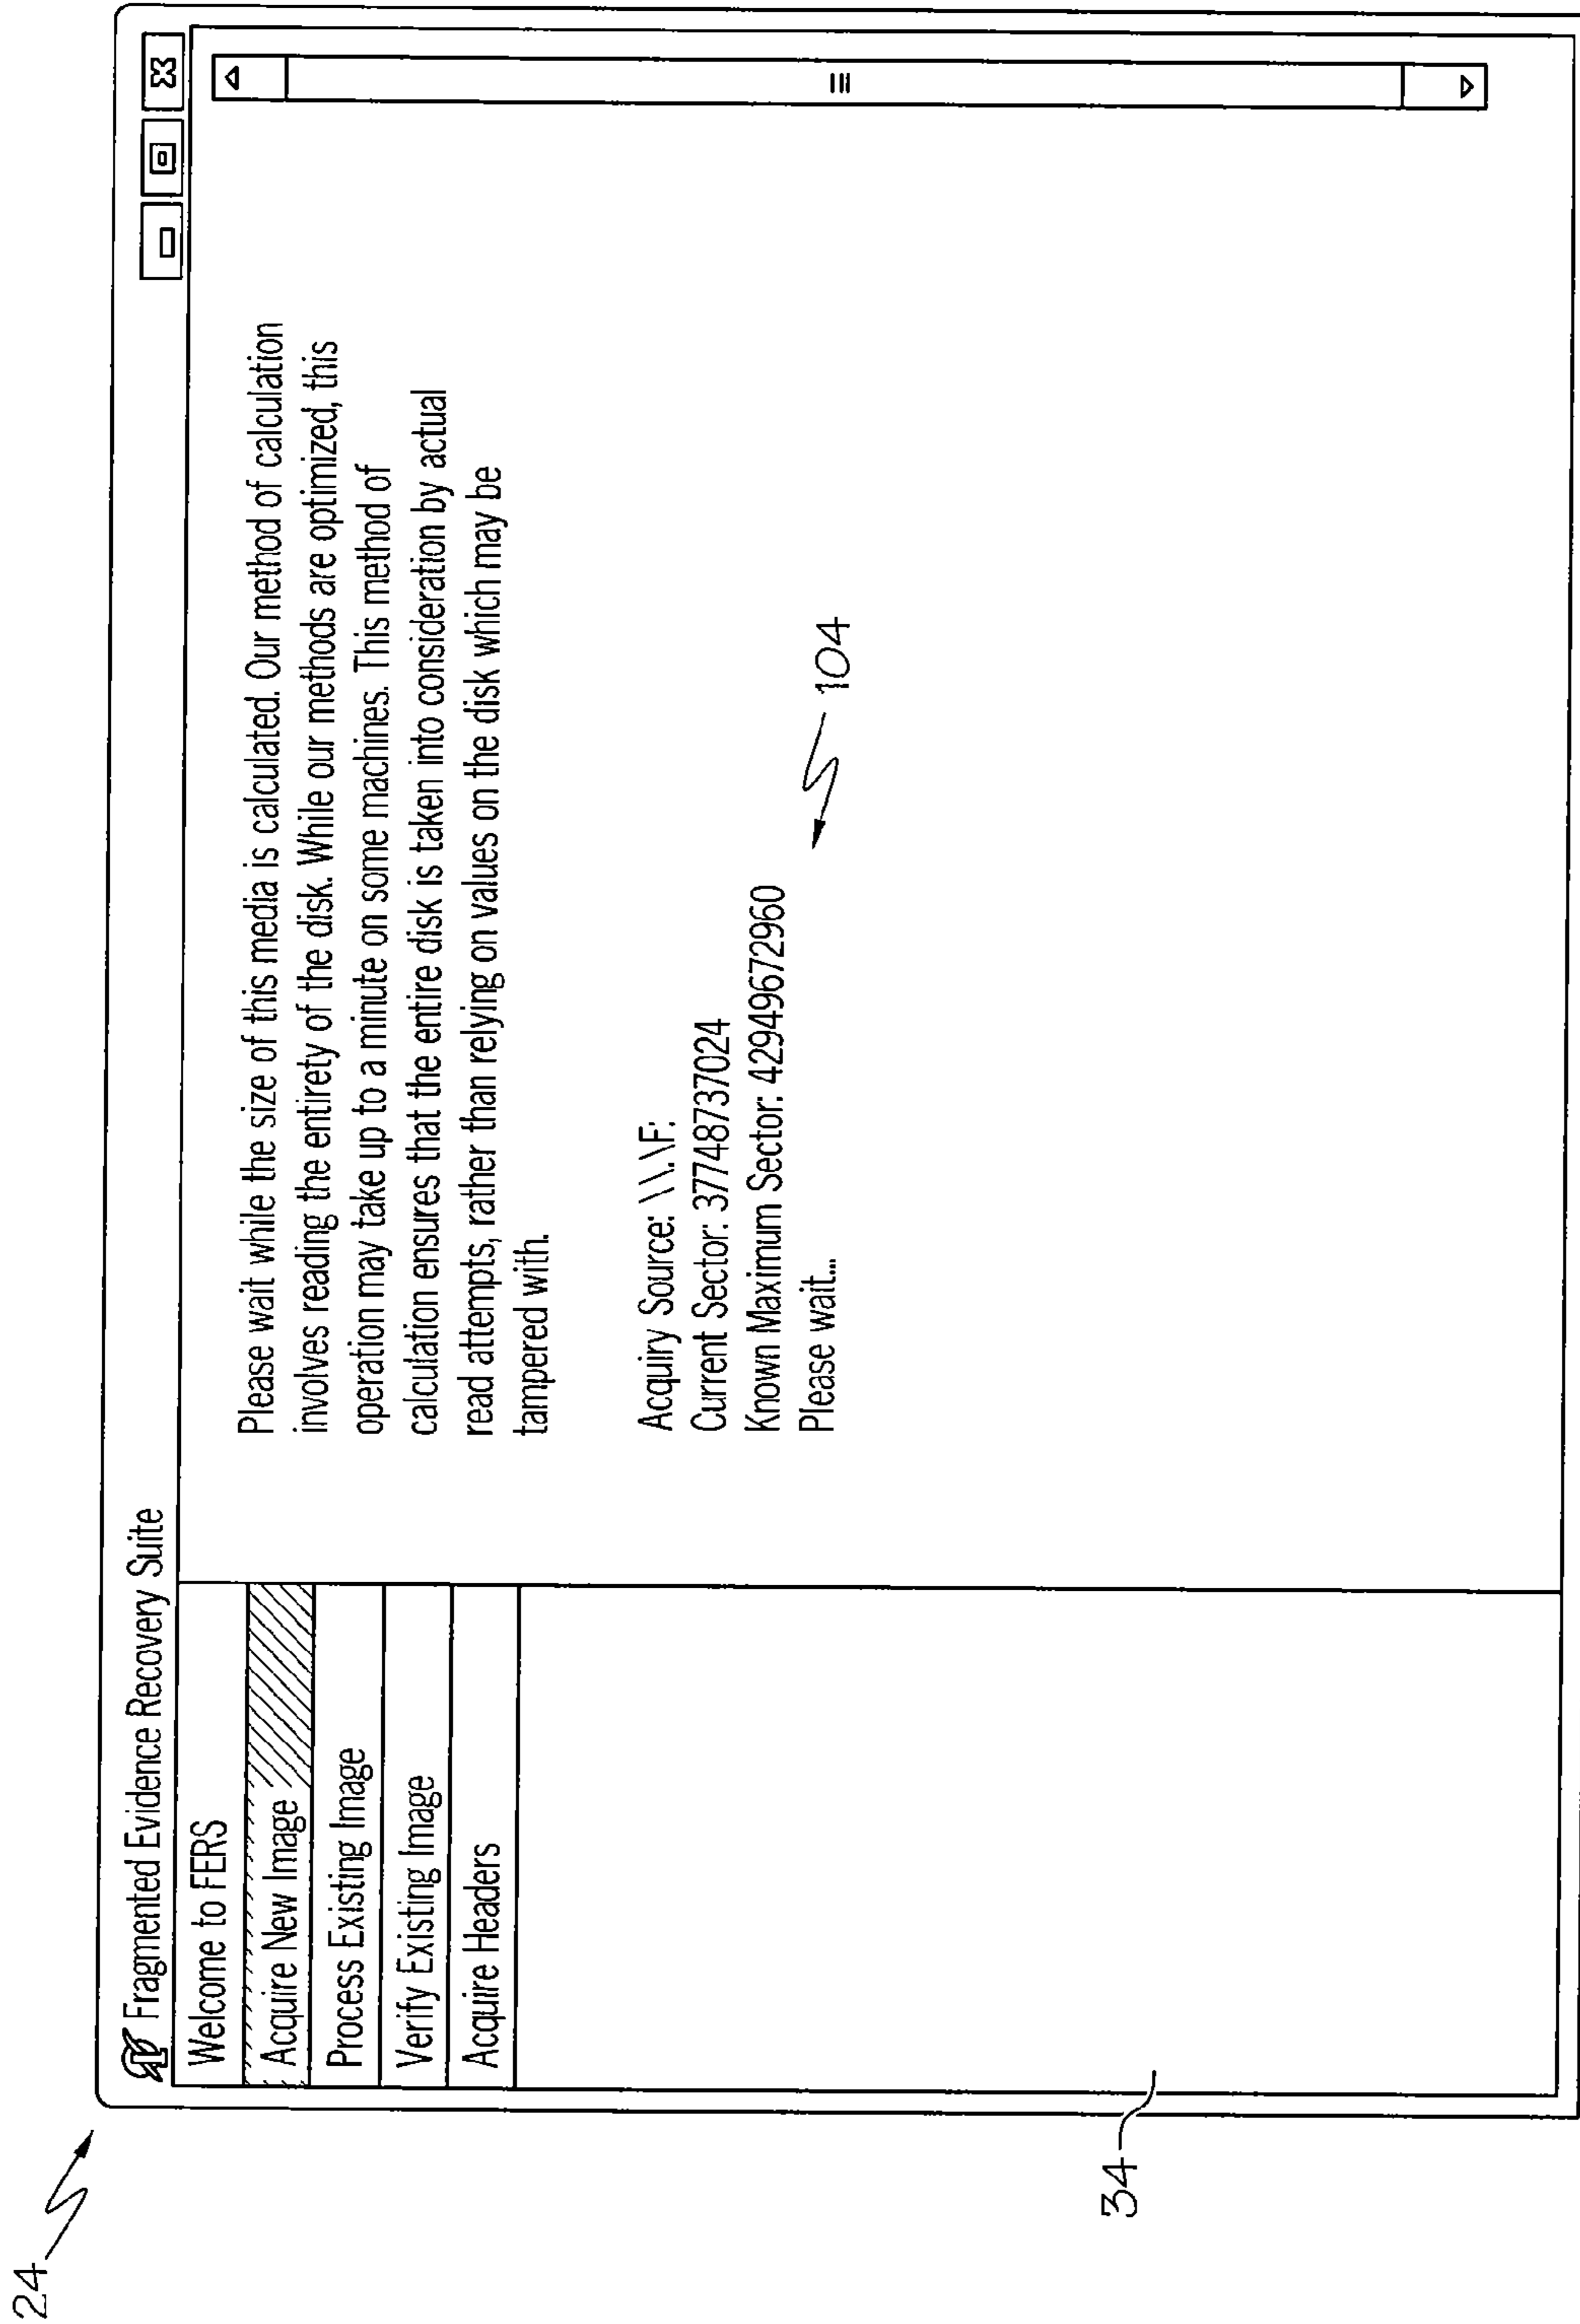 24
Fragmented Evidence Recovery Suite
Welcome to FERS
Acquire New Image
Process Existing Image
Verify Existing Image
Acquire Headers
34
Please wait while the size of this media is calculated. Our method of calculation
involves reading the entirety of the disk. While our methods are optimized, this
operation may take up to a minute on some machines. This method of
calculation ensures that the entire disk is taken into consideration by actual
read attempts, rather than relying on values on the disk which may be
tampered with.
Acquiry Source: \\.\F:
Current Sector: 37748737024
Known Maximum Sector: 42949672960
Please wait...
104